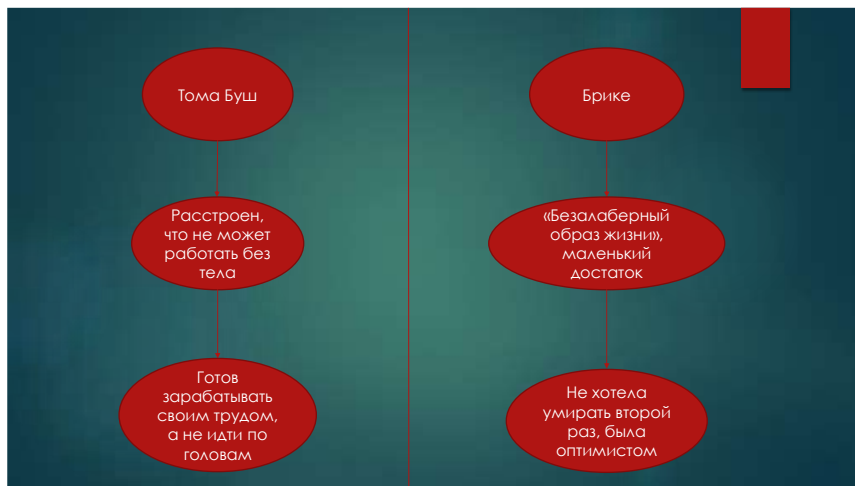 Тома Буш
Расстроен,
что не может
работать без
тела
Готов
зарабатывать
своим трудом,
а не идти по
головам
Брике
«Безалаберный
образ жизни»,
маленький
достаток
Не хотела
умирать второй
раз, была
оптимистом